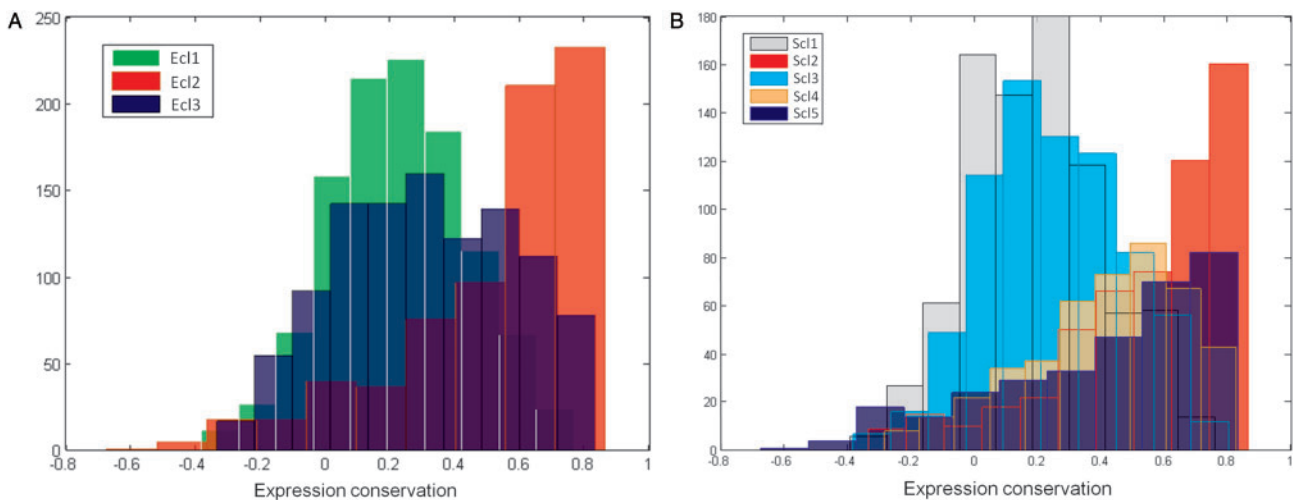 A
250
200
150
100
50
0
-0.8 -0.6 -0.4 -0.2 0 0.2 0.4 0.6 0.8 1
Expression conservation
Ecl1
Ecl2
Ecl3
B
180
160
140
120
100
80
60
40
20
0
-0.8 -0.6 -0.4 -0.2 0 0.2 0.4 0.6 0.8 1
Expression conservation
Scl1
Scl2
Scl3
Scl4
Scl5